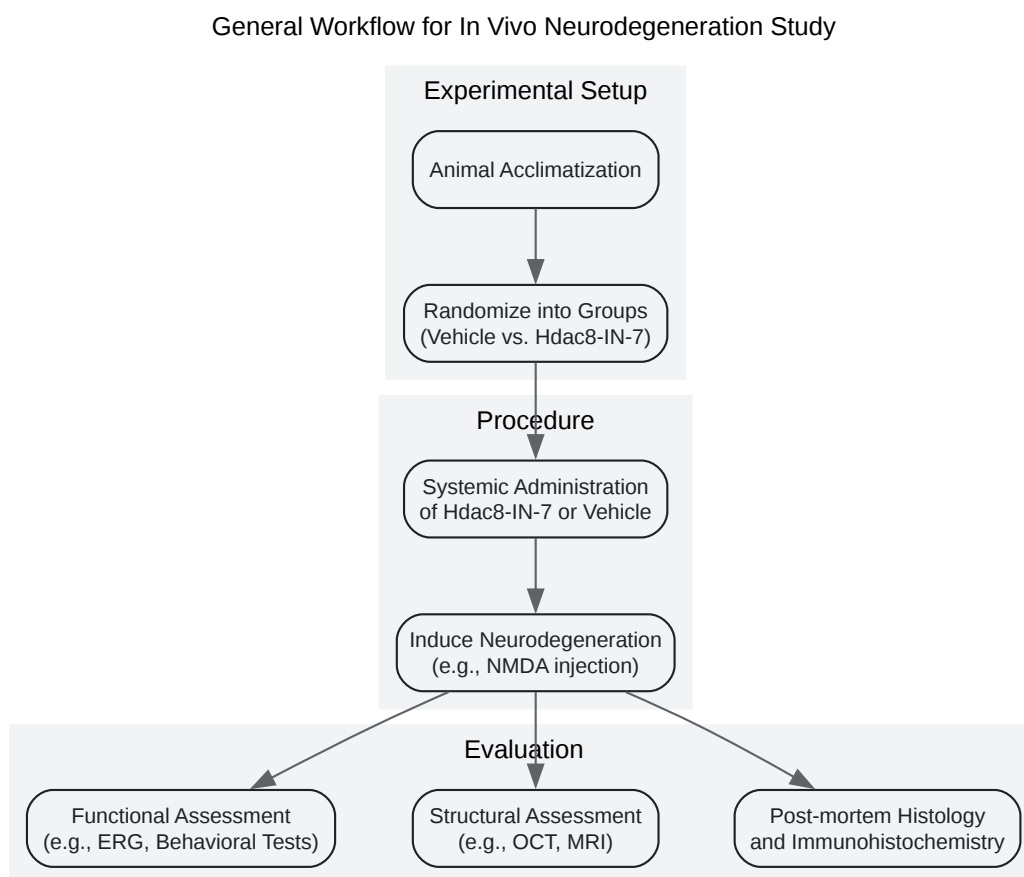 General Workflow for In Vivo Neurodegeneration Study
Experimental Setup
Animal Acclimatization
Randomize into Groups
(Vehicle vs. Hdac8-IN-7)
Procedure
Systemic Administration
of Hdac8-IN-7 or Vehicle
Induce Neurodegeneration
(e.g., NMDA injection)
Evaluation
Functional Assessment
(e.g., ERG, Behavioral Tests)
Structural Assessment
(e.g., OCT, MRI)
Post-mortem Histology
and Immunohistochemistry